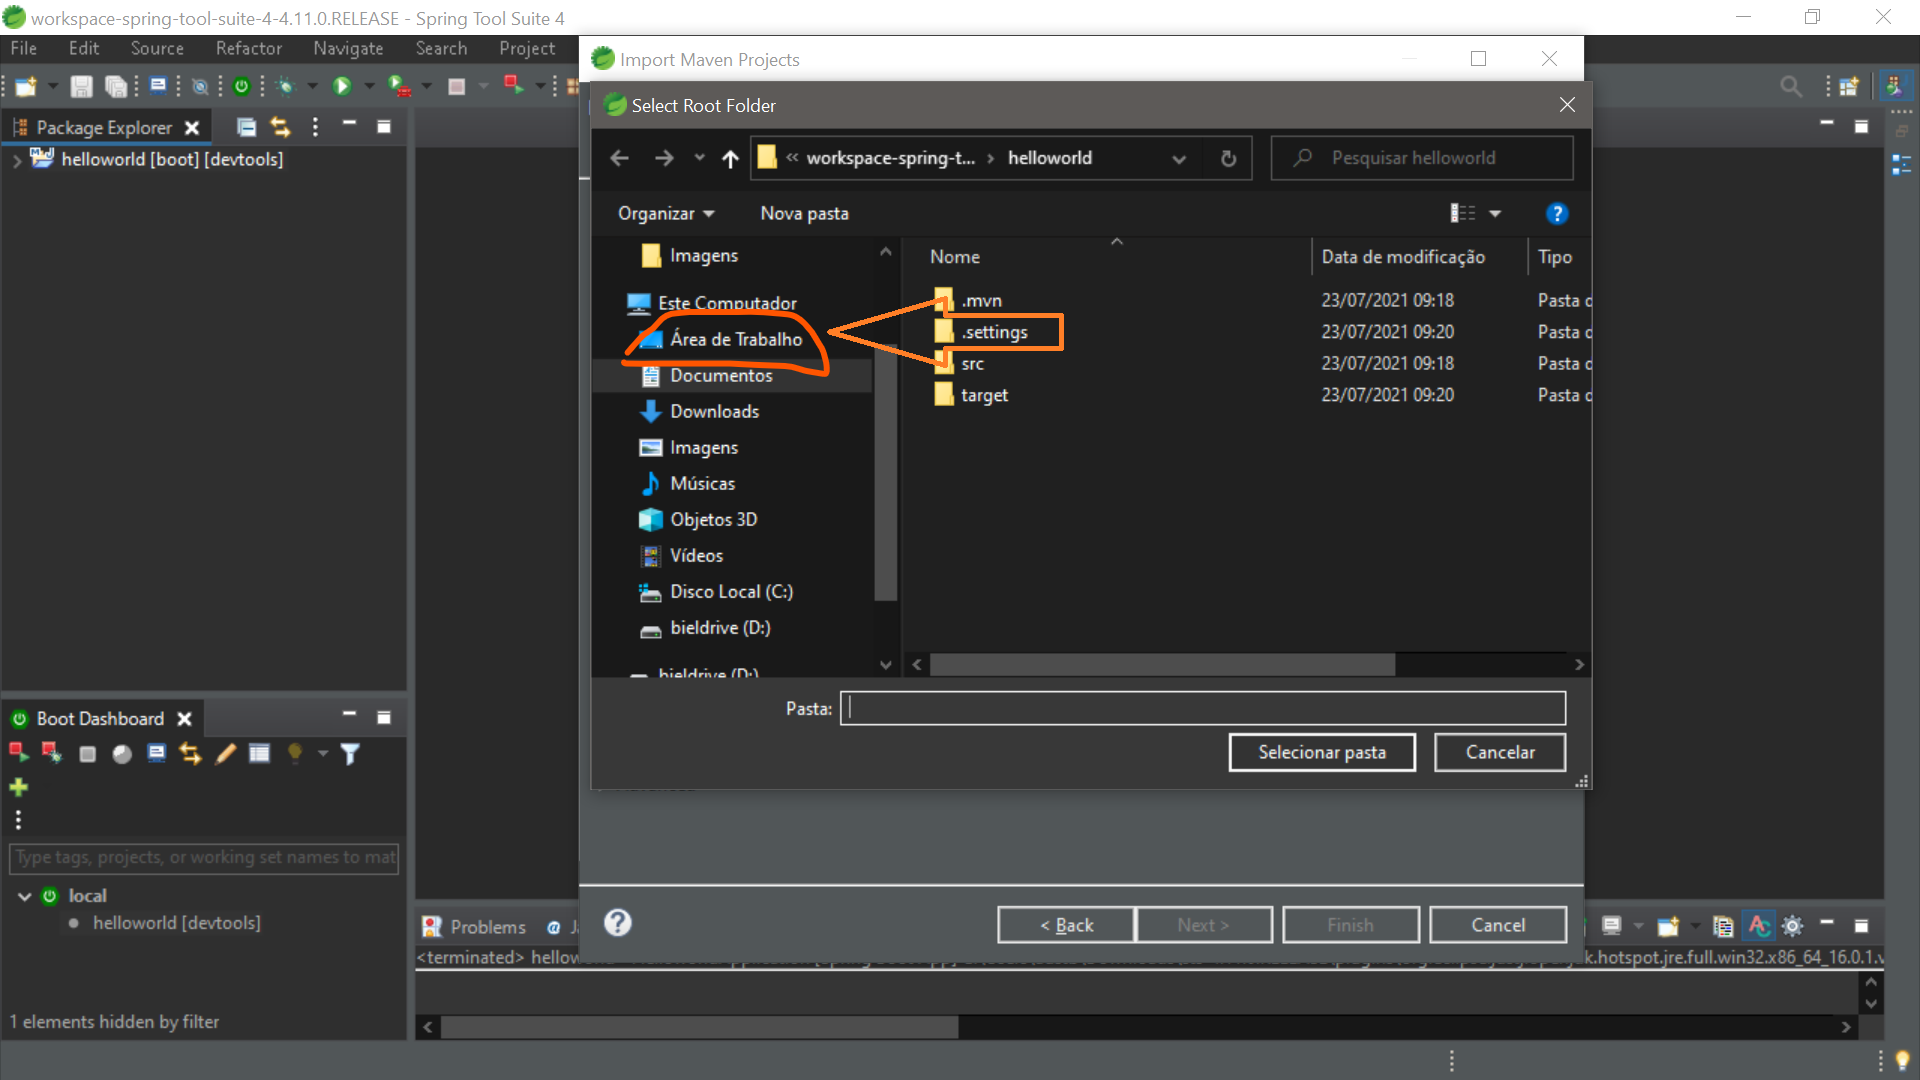 workspace-spring-tool-suite-4-4.11.0.RELEASE - Spring Tool Suite 4
File Edit Source Refactor Navigate Search Project
Import Maven Projects
Select Root Folder
Package Explorer
helloworld [boot] [devtools]
« workspace-spring-t... › helloworld
Pesquisar helloworld
Organizar
Nova pasta
Imagens
Este Computador
Área de Trabalho
Documentos
Downloads
Imagens
Músicas
Objetos 3D
Vídeos
Disco Local (C:)
bieldrive (D:)
bieldrive (D:)
Nome Data de modificação Tipo
.mvn 23/07/2021 09:18 Pasta
.settings 23/07/2021 09:20 Pasta
src 23/07/2021 09:18 Pasta
target 23/07/2021 09:20 Pasta
Pasta:
Selecionar pasta Cancelar
Boot Dashboard
Type tags, projects, or working set names to mat
local
helloworld [devtools]
1 elements hidden by filter
< Back Next > Finish Cancel
Problems @ J
<terminated> hellow
k.hotspot.jre.full.win32.x86_64_16.0.1.v